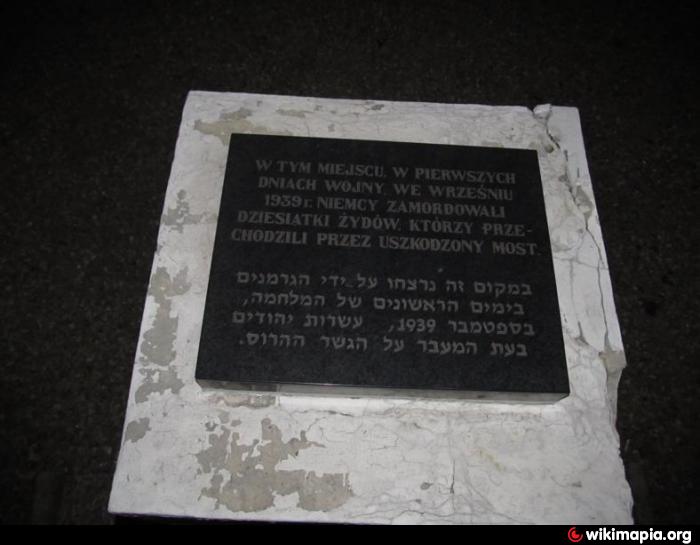 W TYM MIEJSCU, W PIERWSZYCH
DNIACH WOJNY, WE WRZEŚNIU
1939 r. NIEMCY ZAMORDOWALI
DZIESIATKI ŻYDÓW, KTÓRZY PRZE-
CHODZILI PRZEZ USZKODZONY MOST.
במקום זה נרצחו על-ידי הגרמנים
בימים הראשונים של המלחמה,
בספטמבר 1939, עשרות יהודים
בעת המעבר על הגשר ההרוס.
wikimapia.org